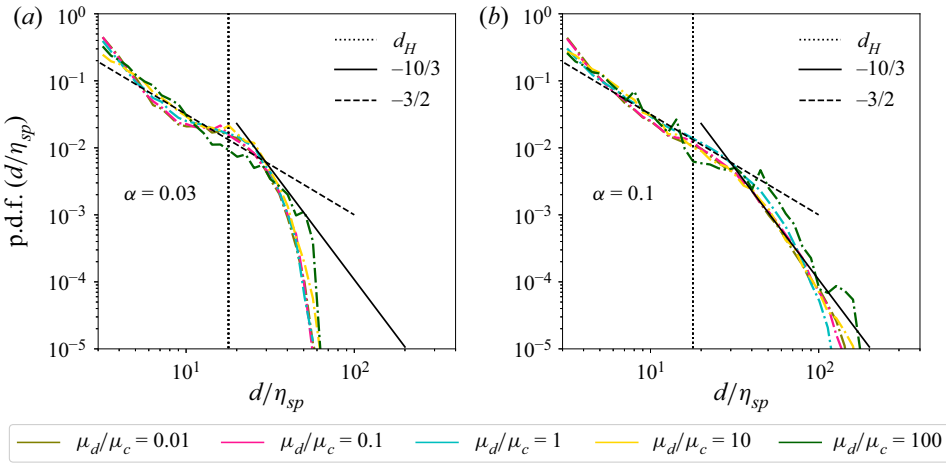 (a)
10^0
10^-1
10^-2
10^-3
10^-4
10^-5
p.d.f. (d/η_sp)
d_H
–10/3
–3/2
α = 0.03
10^1
10^2
d/η_sp
(b)
10^0
10^-1
10^-2
10^-3
10^-4
10^-5
d_H
–10/3
–3/2
α = 0.1
10^1
10^2
d/η_sp
μ_d/μ_c = 0.01 μ_d/μ_c = 0.1 μ_d/μ_c = 1 μ_d/μ_c = 10 μ_d/μ_c = 100